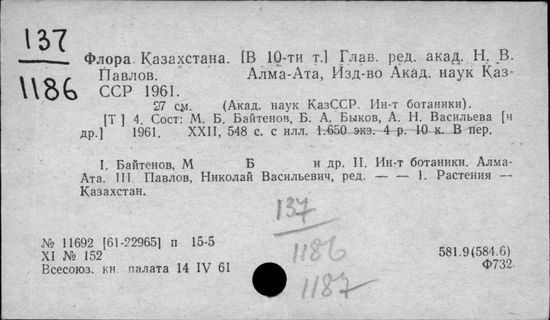 137
1186
Флора Казахстана. [В 10-ти т.] Глав. ред. акад. Н. В.
Павлов. Алма-Ата, Изд-во Акад. наук Каз-
ССР 1961.
27 см. (Акад. наук КазССР. Ин-т ботаники).
[Т] 4. Сост: М. Б. Байтенов, Б. А. Быков, А. Н. Васильева [и
др.] 1961. XXII, 548 с. с илл. 1.650 экз. 4 р. 10 к. В пер.
I. Байтенов, М Б и др. II. Ин-т ботаники. Алма-
Ата. III. Павлов, Николай Васильевич, ред. — — 1. Растения —
Казахстан.
137
1186
1187
№ 11692 [61-22965] п 15-5
XI № 152
Всесоюз. кн. палата 14 IV 61
581.9(584.6)
Ф732